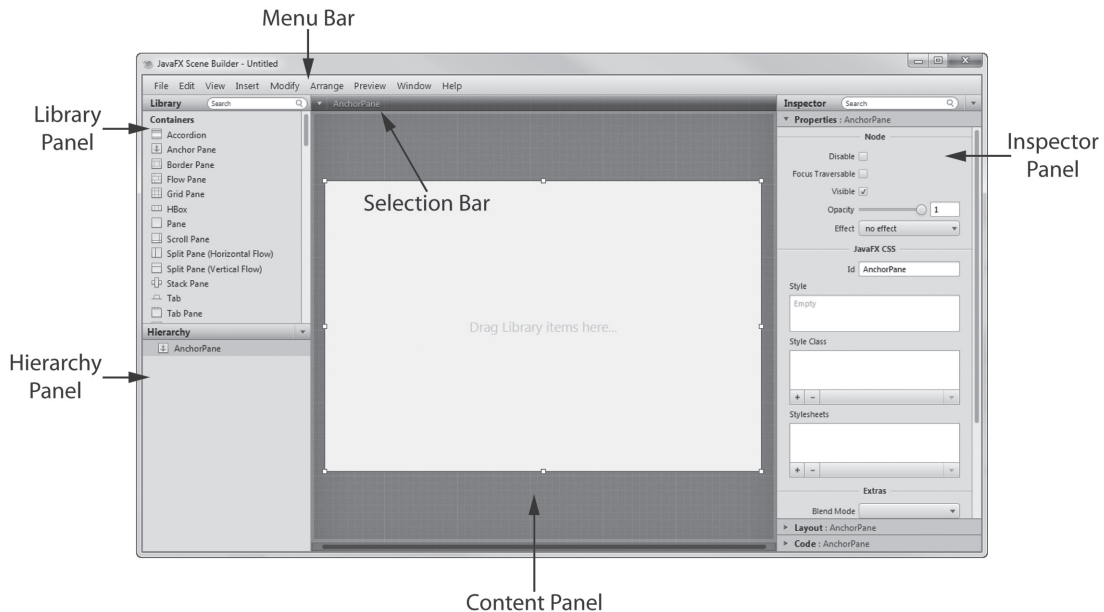 Menu Bar
JavaFX Scene Builder - Untitled
File Edit View Insert Modify Arrange Preview Window Help
Library Search
AnchorPane
Inspector Search
Library
Panel
Containers
Accordion
Anchor Pane
Border Pane
Flow Pane
Grid Pane
HBox
Pane
Scroll Pane
Split Pane (Horizontal Flow)
Split Pane (Vertical Flow)
Stack Pane
Tab
Tab Pane
Hierarchy
AnchorPane
Hierarchy
Panel
Selection Bar
Drag Library items here...
Content Panel
Properties : AnchorPane
Node
Disable
Focus Traversable
Visible
Opacity 1
Effect no effect
JavaFX CSS
Id AnchorPane
Style
Empty
Style Class
+ -
Stylesheets
+ -
Extras
Blend Mode
Layout : AnchorPane
Code : AnchorPane
Inspector
Panel